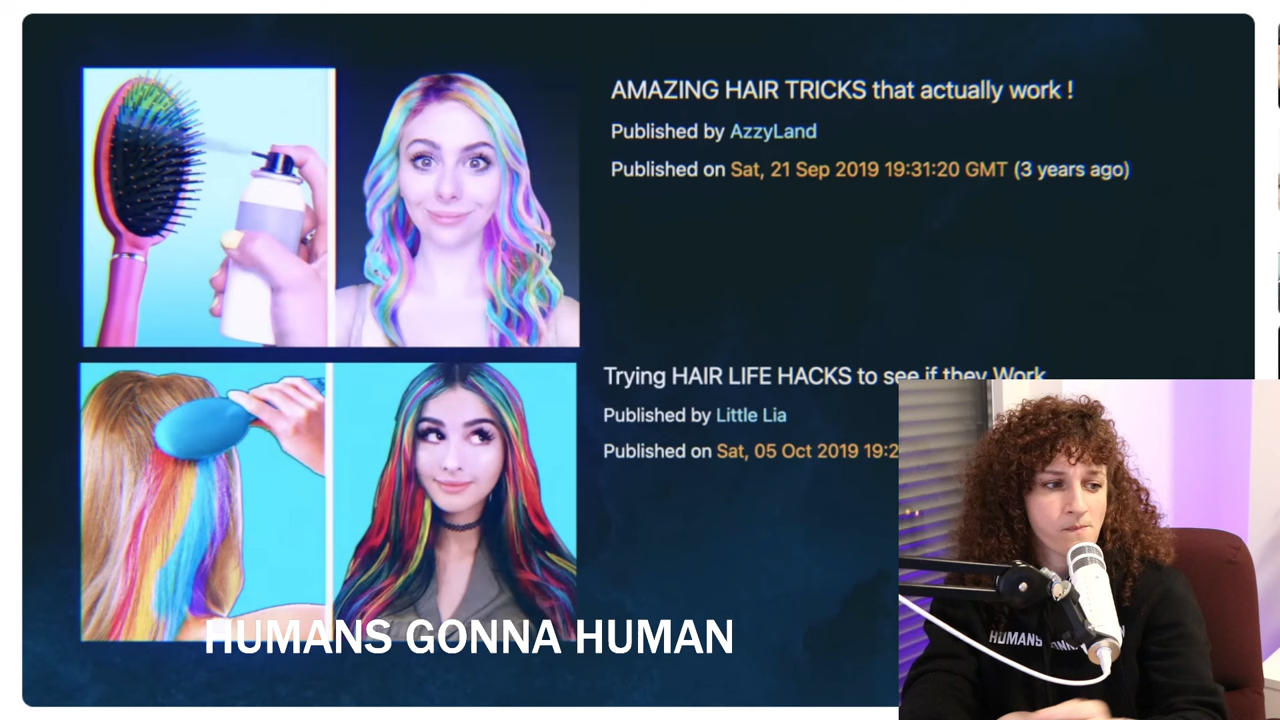 AMAZING HAIR TRICKS that actually work !
Published by AzzyLand
Published on Sat, 21 Sep 2019 19:31:20 GMT (3 years ago)
Trying HAIR LIFE HACKS to see if they Work
Published by Little Lia
Published on Sat, 05 Oct 2019 19:2
HUMANS GONNA HUMAN
HUMANS